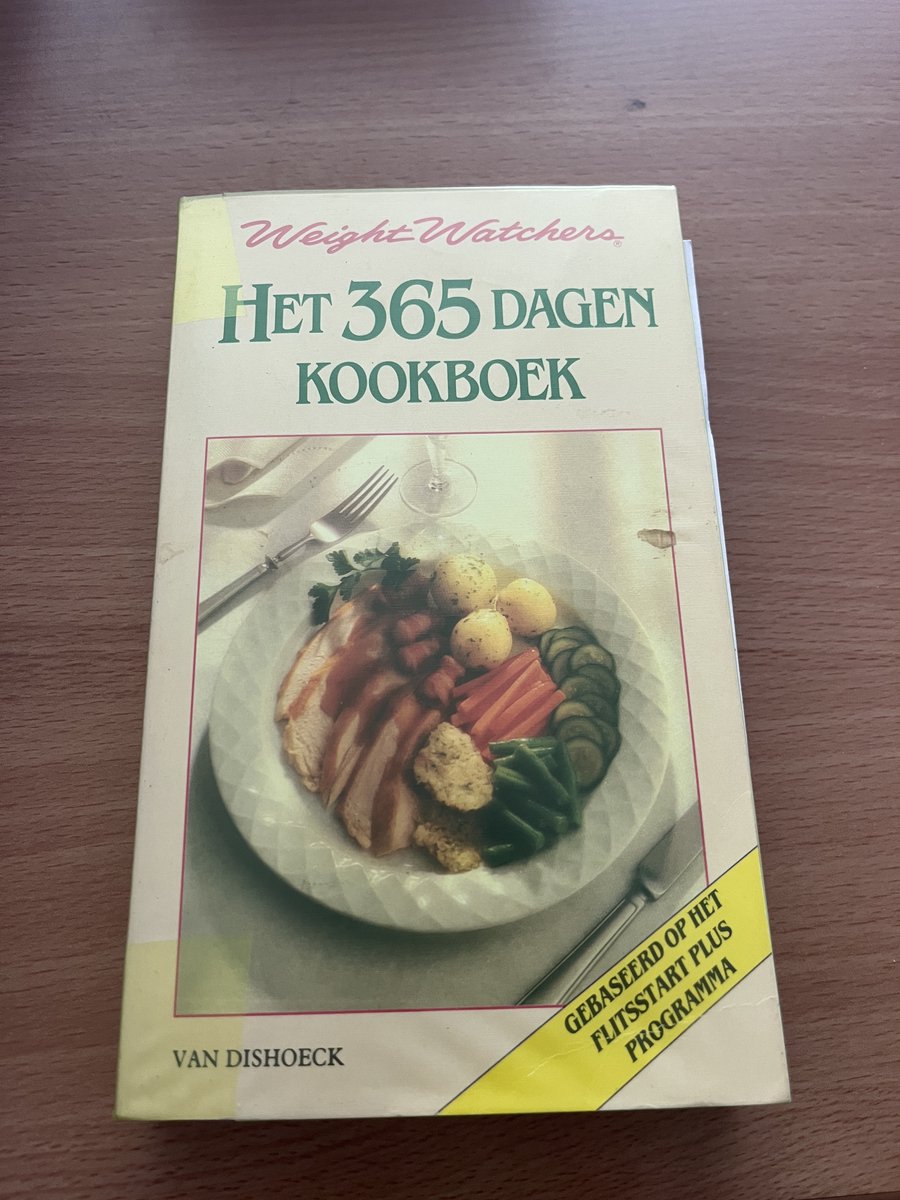 Weight Watchers®
HET 365 DAGEN
KOOKBOEK
GEBASEERD OP HET
FLITSSTART PLUS
PROGRAMMA
VAN DISHOECK